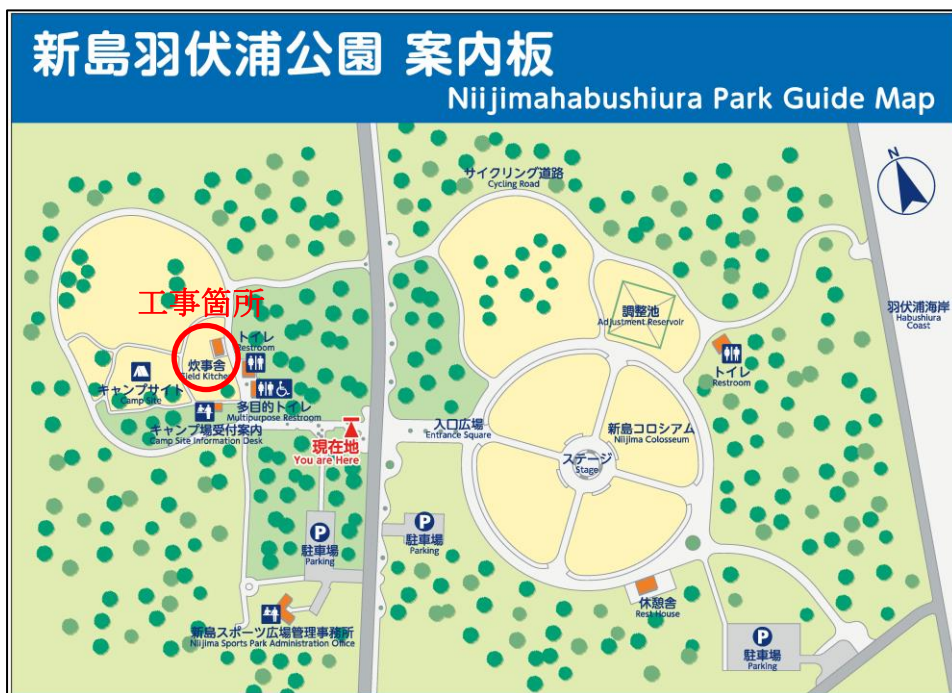 新島羽伏浦公園 案内板
Niijimahabushiura Park Guide Map
N
サイクリング道路
Cycling Road
工事箇所
調整池
Adjustment Reservoir
羽伏浦海岸
Habushiura
Coast
トイレ
Restroom
炊事舎
Field Kitchen
トイレ
Restroom
キャンプサイト
Camp Site
多目的トイレ
Multipurpose Restroom
キャンプ場受付案内
Camp Site Information Desk
現在地
You are Here
入口広場
Entrance Square
新島コロシアム
Niijima Colosseum
ステージ
Stage
P
駐車場
Parking
P
駐車場
Parking
休憩舎
Rest House
新島スポーツ広場管理事務所
Niijima Sports Park Administration Office
P
駐車場
Parking